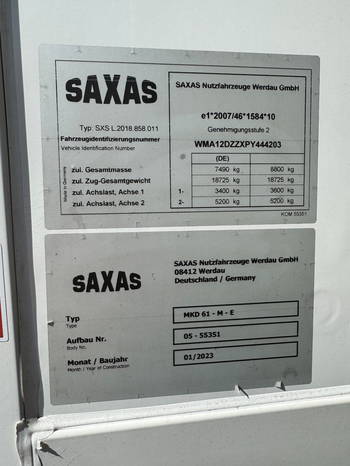 SAXAS
SAXAS Nutzfahrzeuge Werdau GmbH
e1*2007/46*1584*10
Typ. SXS L.2018.858.011
Genehmigungsstufe 2
Fahrzeugidentifizierungsnummer
Vehicle Identification Number
WMA12DZZXPY444203
(DE)
zul. Gesamtmasse 7490 kg 8800 kg
zul. Zug-Gesamtgewicht 18725 kg 18725 kg
zul. Achslast, Achse 1 1- 3400 kg 3600 kg
zul. Achslast, Achse 2 2- 5200 kg 5200 kg
Made in Germany
KOM 55351
SAXAS
SAXAS Nutzfahrzeuge Werdau GmbH
08412 Werdau
Deutschland / Germany
Typ MKD 61 - M - E
Type
Aufbau Nr. 05 - 55351
Body No.
Monat / Baujahr 01/2023
Month / Year of Construction